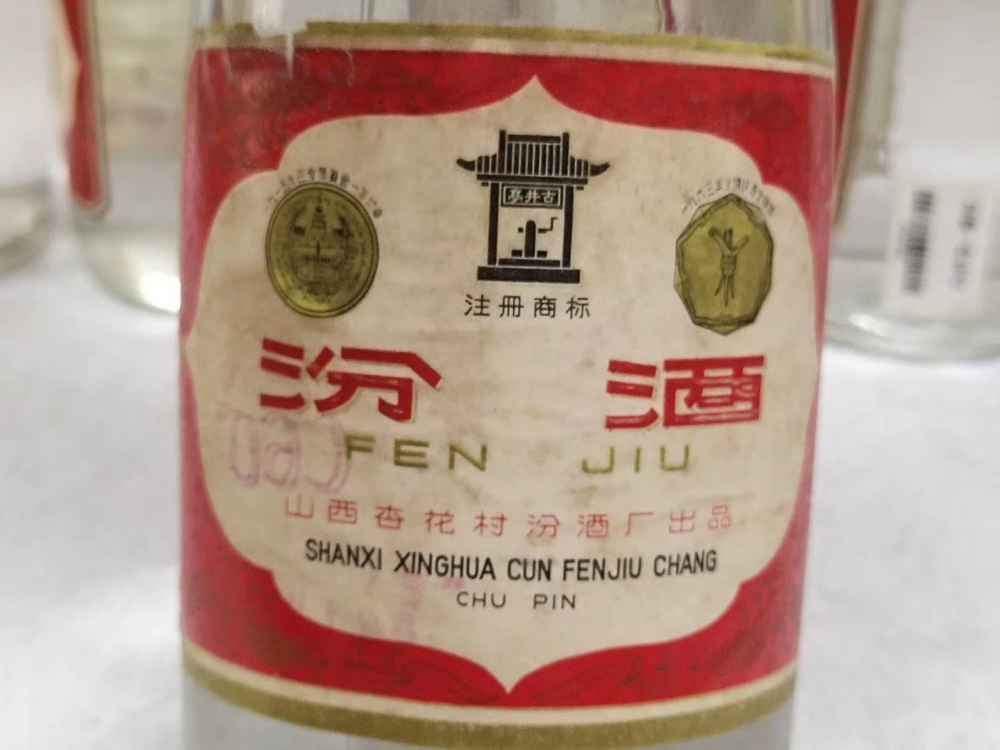 古井亭
注册商标
汾酒
FEN JIU
山西杏花村汾酒厂出品
SHANXI XINGHUA CUN FENJIU CHANG
CHU PIN